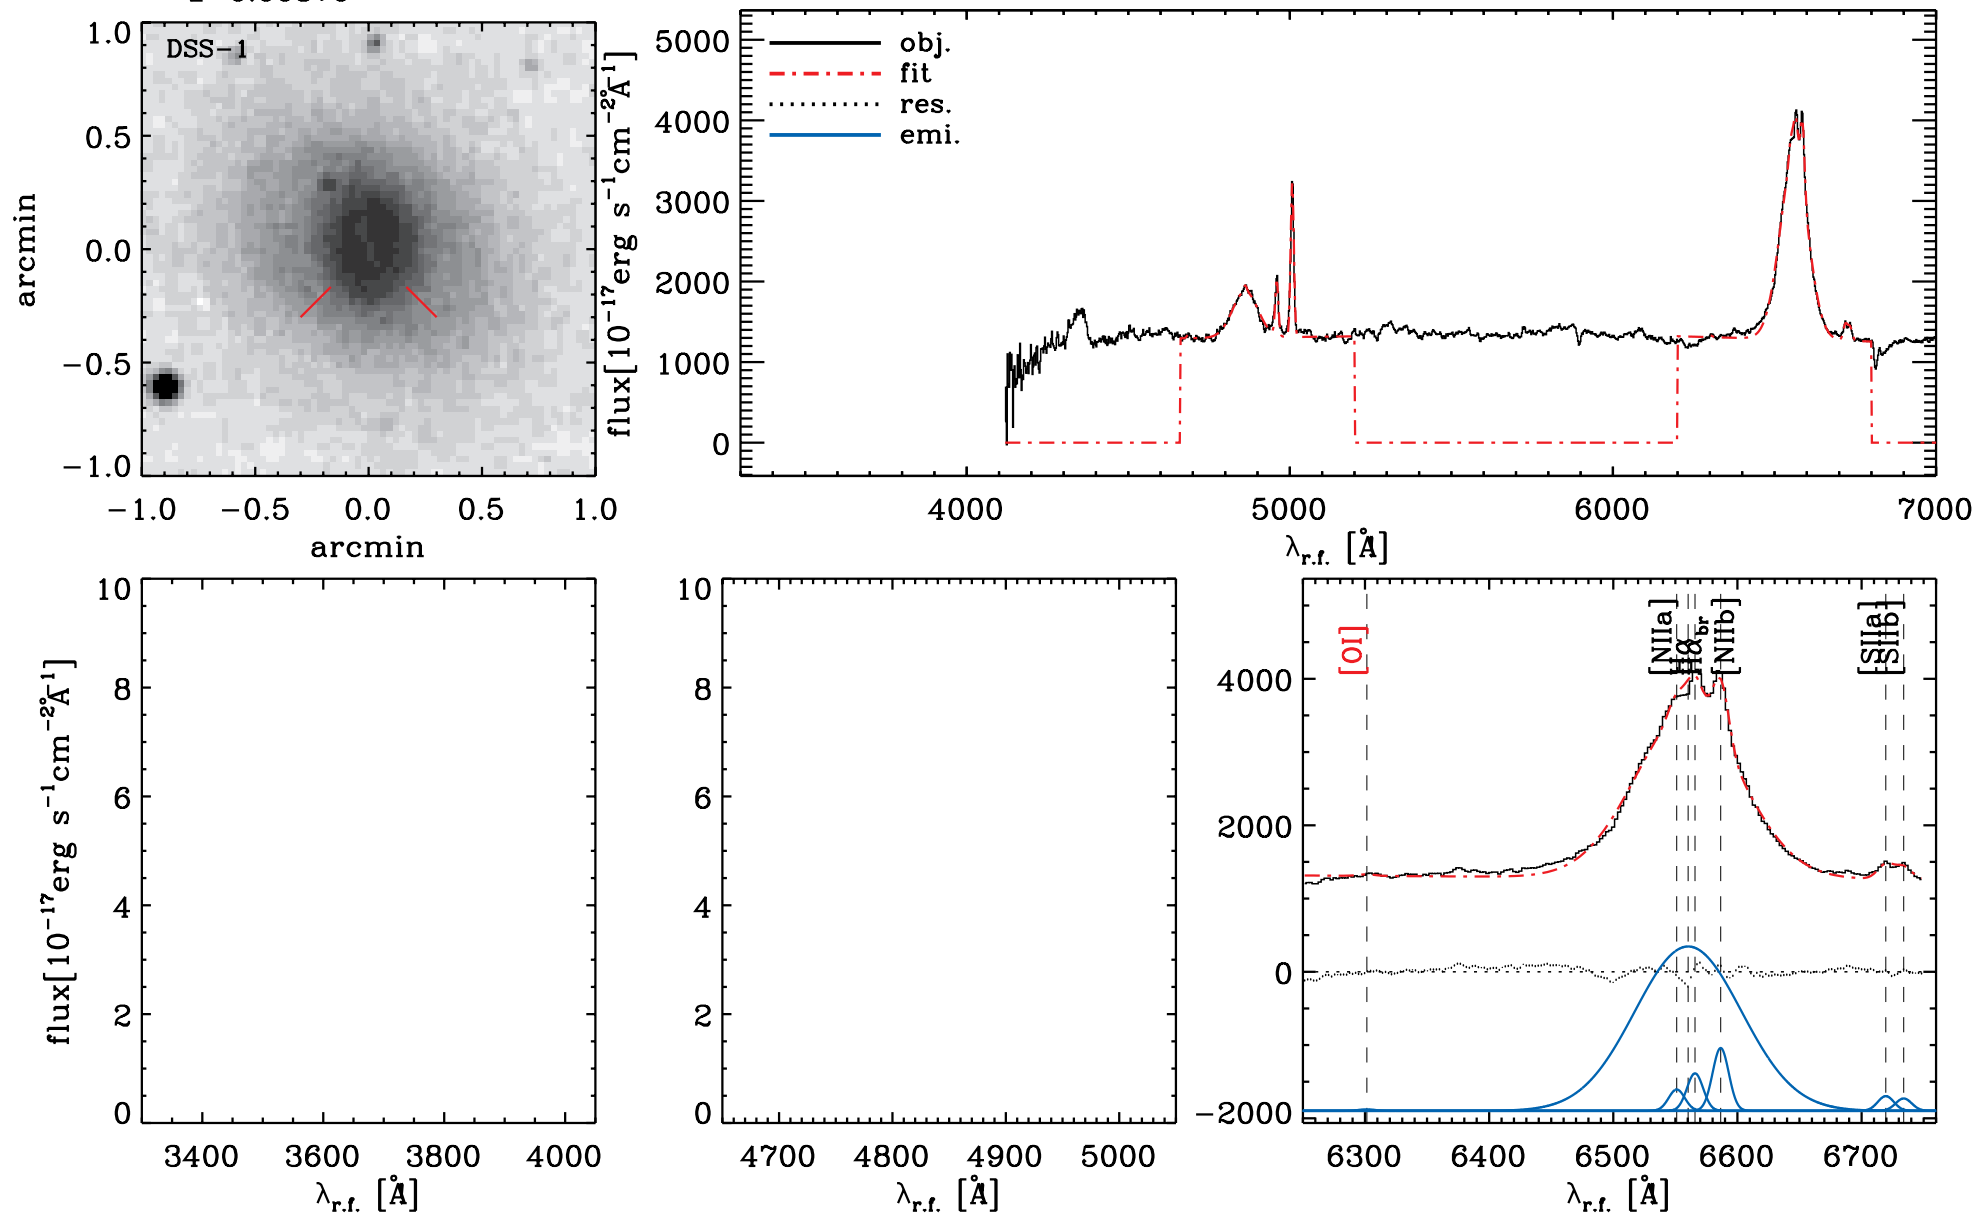 DSS-1
1.0
0.5
0.0
−0.5
−1.0
arcmin
−1.0 −0.5 0.0 0.5 1.0
arcmin
obj.
fit
res.
emi.
5000
4000
3000
2000
1000
0
flux[10⁻¹⁷erg s⁻¹cm⁻²Å⁻¹]
4000 5000 6000 7000
λr.f. [Å]
10
8
6
4
2
0
flux[10⁻¹⁷erg s⁻¹cm⁻²Å⁻¹]
3400 3600 3800 4000
λr.f. [Å]
10
8
6
4
2
0
4700 4800 4900 5000
λr.f. [Å]
[OI]
[NIIa]
Hα
Hαbr
[NIIb]
[SIIa]
[SIIb]
4000
2000
0
−2000
6300 6400 6500 6600 6700
λr.f. [Å]